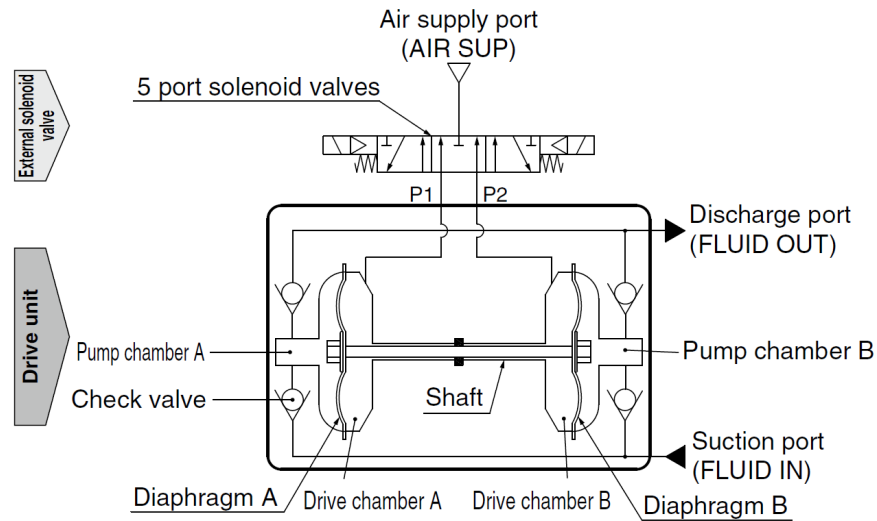 Air supply port
(AIR SUP)
5 port solenoid valves
External solenoid
valve
P1
P2
Discharge port
(FLUID OUT)
Drive unit
Pump chamber A
Pump chamber B
Check valve
Shaft
Suction port
(FLUID IN)
Diaphragm A
Drive chamber A
Drive chamber B
Diaphragm B